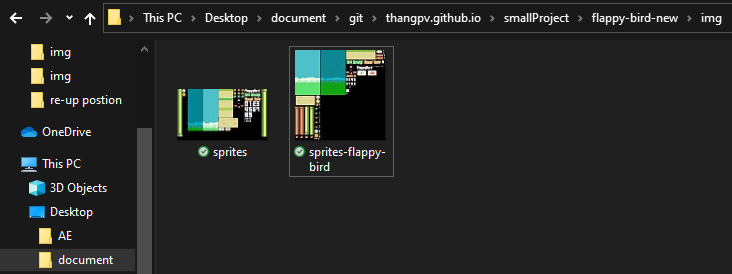 This PC > Desktop > document > git > thangpv.github.io > smallProject > flappy-bird-new > img
img
img
re-up postion
OneDrive
This PC
3D Objects
Desktop
AE
document
sprites
sprites-flappy-
bird